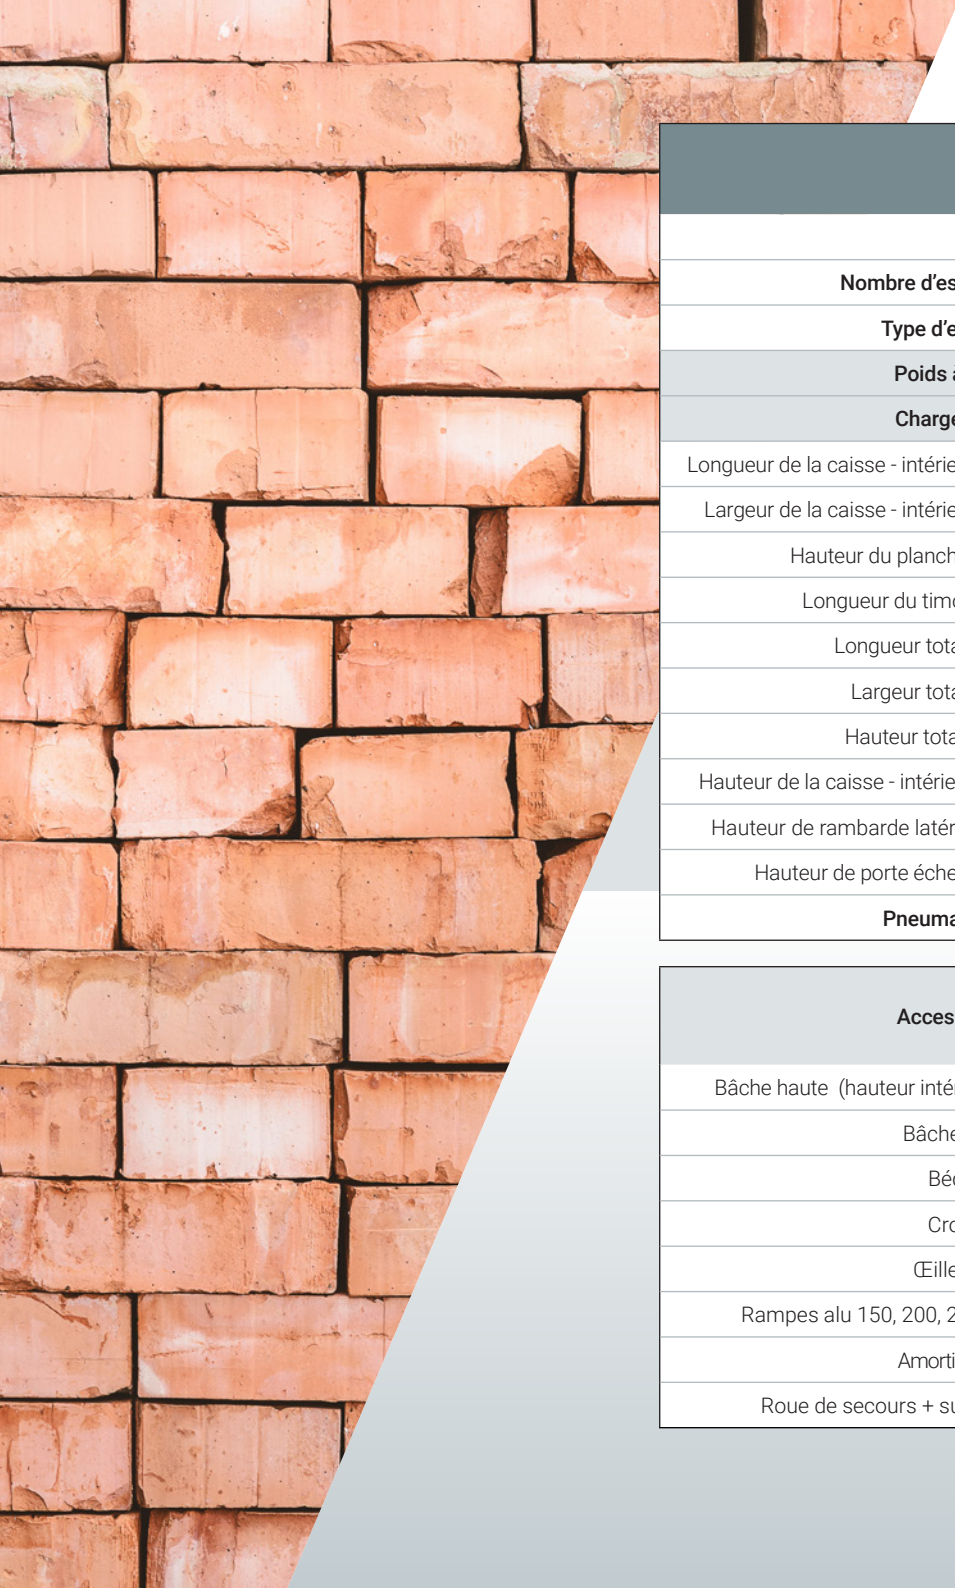 Nombre d'es
Type d'e
Poids
Charge
Longueur de la caisse - intérie
Largeur de la caisse - intérie
Hauteur du planch
Longueur du timo
Longueur tota
Largeur tota
Hauteur tota
Hauteur de la caisse - intérie
Hauteur de rambarde latér
Hauteur de porte éche
Pneuma
Acces
Bâche haute (hauteur intér
Bâche
Béq
Cro
Œille
Rampes alu 150, 200, 2
Amorti
Roue de secours + su